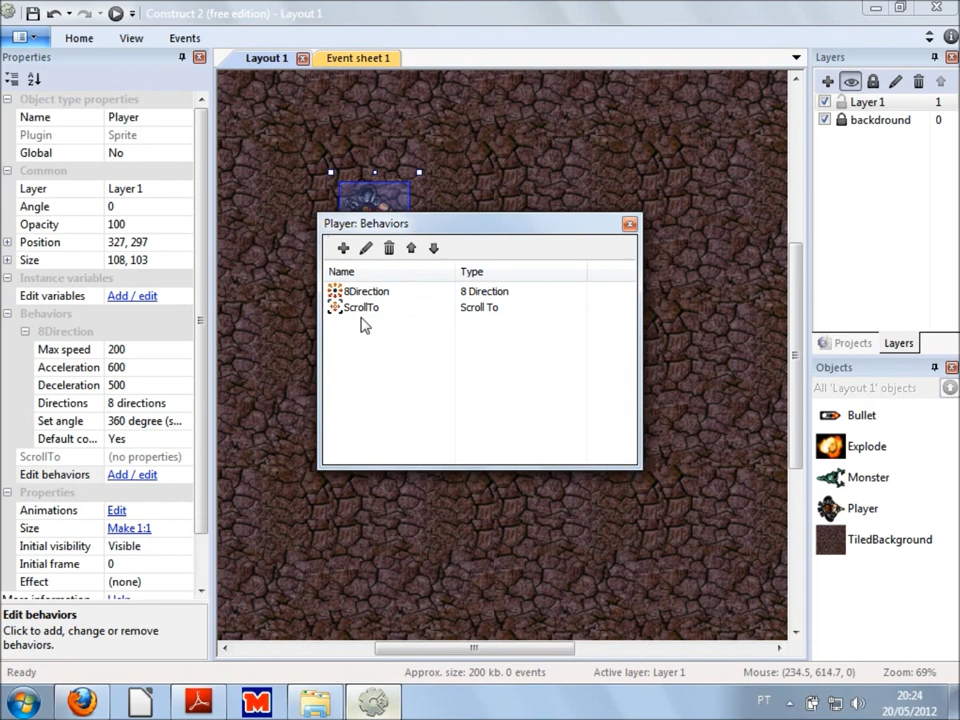 Construct 2 (free edition) - Layout 1
Home View Events
Properties
Object type properties
Name Player
Plugin Sprite
Global No
Common
Layer Layer 1
Angle 0
Opacity 100
Position 327, 297
Size 108, 103
Instance variables
Edit variables Add / edit
Behaviors
8Direction
Max speed 200
Acceleration 600
Deceleration 500
Directions 8 directions
Set angle 360 degree (s...
Default co... Yes
ScrollTo (no properties)
Edit behaviors Add / edit
Properties
Animations Edit
Size Make 1:1
Initial visibility Visible
Initial frame 0
Effect (none)
More information Help
Edit behaviors
Click to add, change or remove
behaviors.
Layout 1 Event sheet 1
Player: Behaviors
Name Type
8Direction 8 Direction
ScrollTo Scroll To
Layers
Layer 1 1
background 0
Projects Layers
Objects
All 'Layout 1' objects
Bullet
Explode
Monster
Player
TiledBackground
Ready Approx. size: 200 kb. 0 events Active layer: Layer 1 Mouse: (234.5, 614.7, 0) Zoom: 69%
PT 20:24
20/05/2012